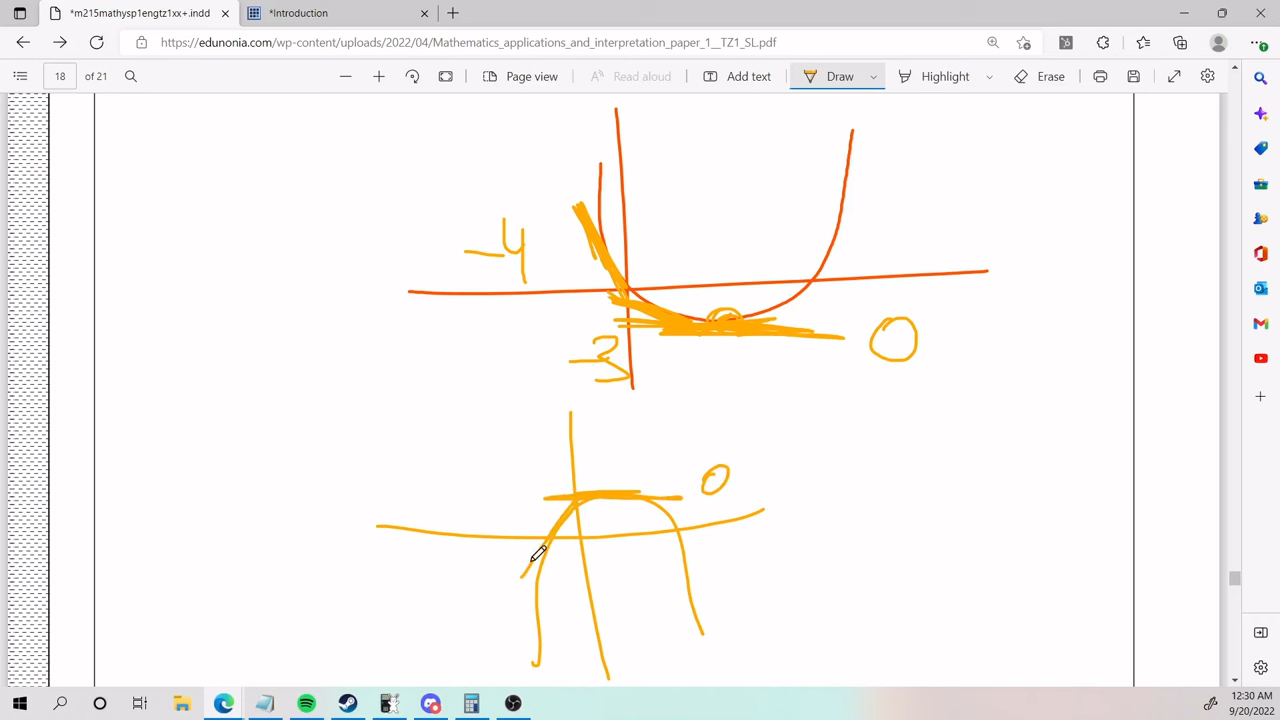 *m215mathysp1engtz1xx+.indd
*Introduction
https://edunonia.com/wp-content/uploads/2022/04/Mathematics_applications_and_interpretation_paper_1__TZ1_SL.pdf
18 of 21
Page view
Read aloud
Add text
Draw
Highlight
Erase
-4
-3
0
0
12:30 AM
9/20/2022